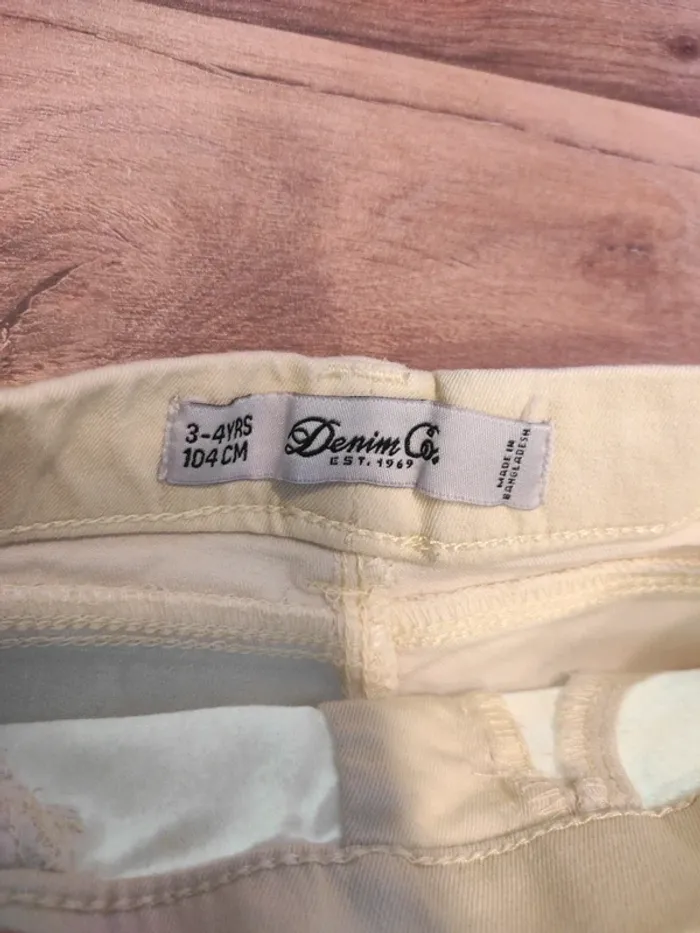 3-4YRS
104CM
Denim Co.
EST. 1969
MADE IN
BANGLADESH